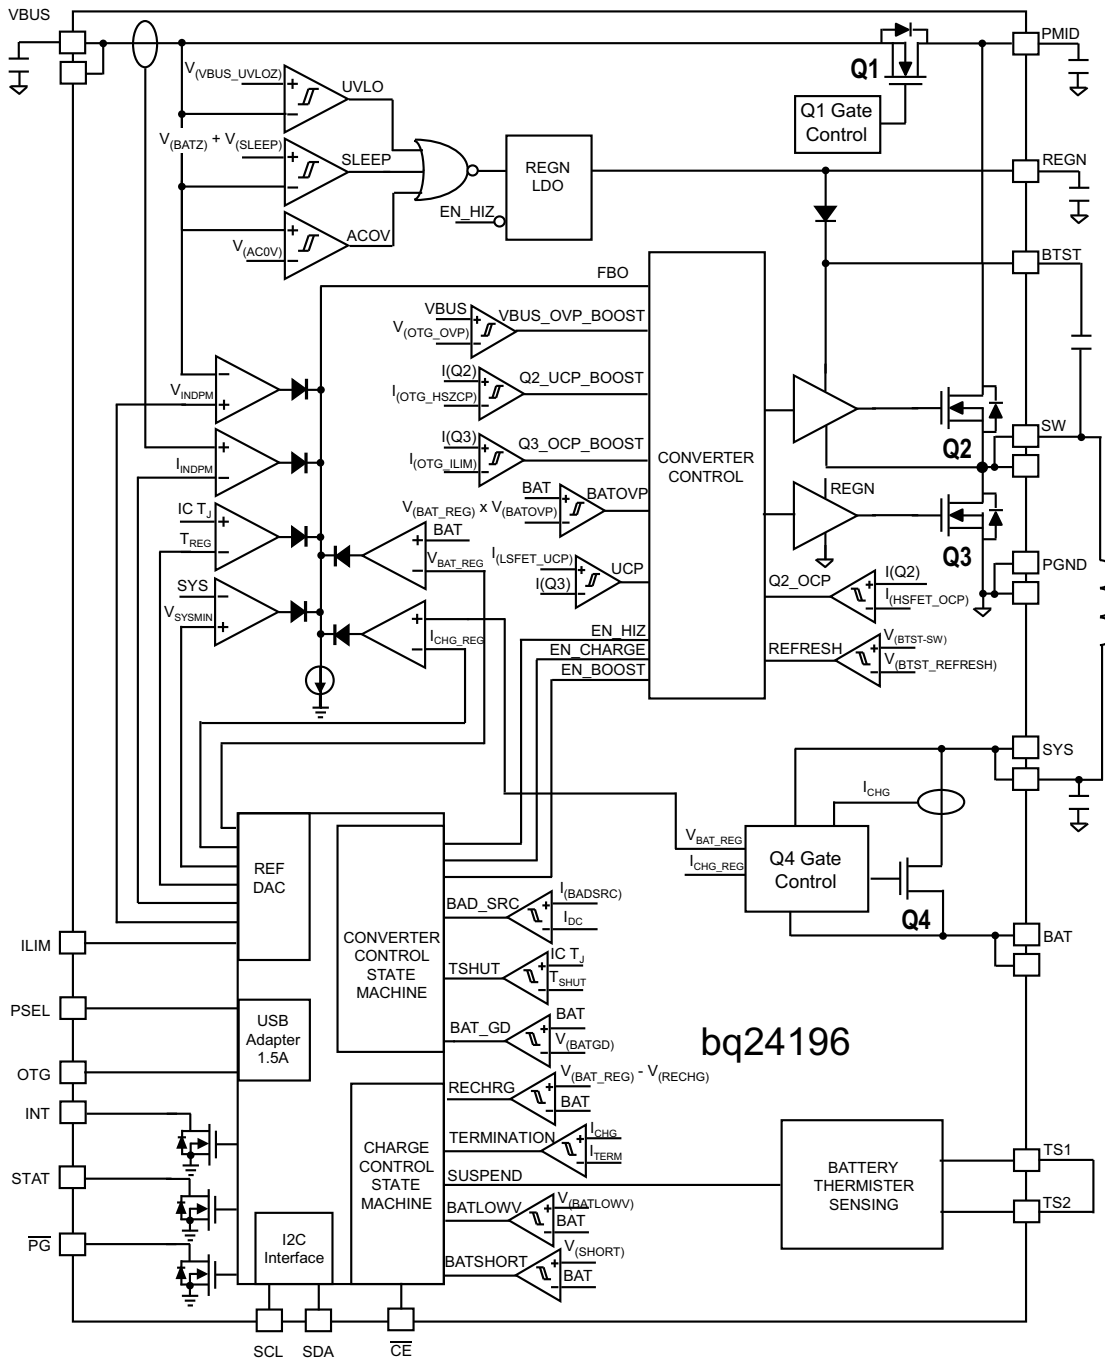 VBUS
PMID
Q1
Q1 Gate
Control
V(VBUS_UVLOZ)
+
−
UVLO
V(BATZ) + V(SLEEP)
+
−
SLEEP
REGN
LDO
REGN
EN_HIZ
+
−
ACOV
V(AC0V)
BTST
FBO
VBUS
V(OTG_OVP)
+
−
VBUS_OVP_BOOST
I(Q2)
I(OTG_HSZCP)
+
−
Q2_UCP_BOOST
I(Q3)
I(OTG_ILIM)
+
−
Q3_OCP_BOOST
−
VINDPM
+
+
IINDPM
−
IC TJ
+
TREG
−
SYS
−
VSYSMIN
+
BAT
V(BAT_REG) x V(BATOVP)
+
−
BATOVP
+
BAT
−
VBAT_REG
I(LSFET_UCP)
I(Q3)
+
−
UCP
+
−
ICHG_REG
CONVERTER
CONTROL
EN_HIZ
EN_CHARGE
EN_BOOST
Q2
SW
REGN
Q3
PGND
Q2_OCP
I(Q2)
+
−
I(HSFET_OCP)
REFRESH
V(BTST-SW)
+
−
V(BTST_REFRESH)
SYS
ICHG
VBAT_REG
ICHG_REG
Q4 Gate
Control
Q4
BAT
REF
DAC
CONVERTER
CONTROL
STATE
MACHINE
BAD_SRC
+
−
I(BADSRC)
IDC
TSHUT
+
−
IC TJ
TSHUT
BAT_GD
+
−
BAT
V(BATGD)
bq24196
ILIM
PSEL
USB
Adapter
1.5A
OTG
INT
STAT
PG
RECHRG
+
−
V(BAT_REG) - V(RECHG)
BAT
CHARGE
CONTROL
STATE
MACHINE
TERMINATION
+
−
ICHG
ITERM
SUSPEND
BATLOWV
+
−
V(BATLOWV)
BAT
BATSHORT
+
−
V(SHORT)
BAT
BATTERY
THERMISTER
SENSING
TS1
TS2
I2C
Interface
SCL
SDA
CE